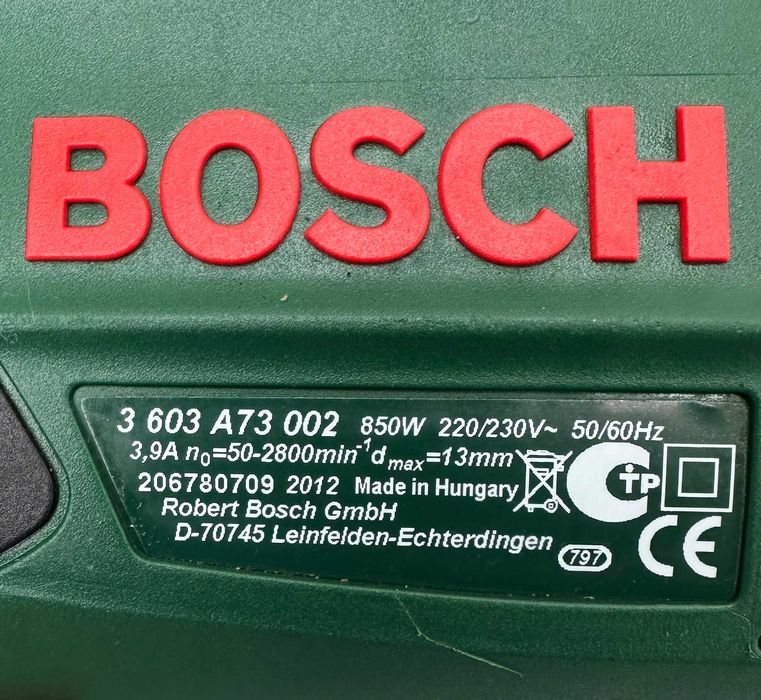 BOSCH
3 603 A73 002 850W 220/230V~ 50/60Hz
3,9A n₀=50-2800min⁻¹ dmax=13mm
206780709 2012 Made in Hungary
Robert Bosch GmbH
D-70745 Leinfelden-Echterdingen
797
CTP
CE